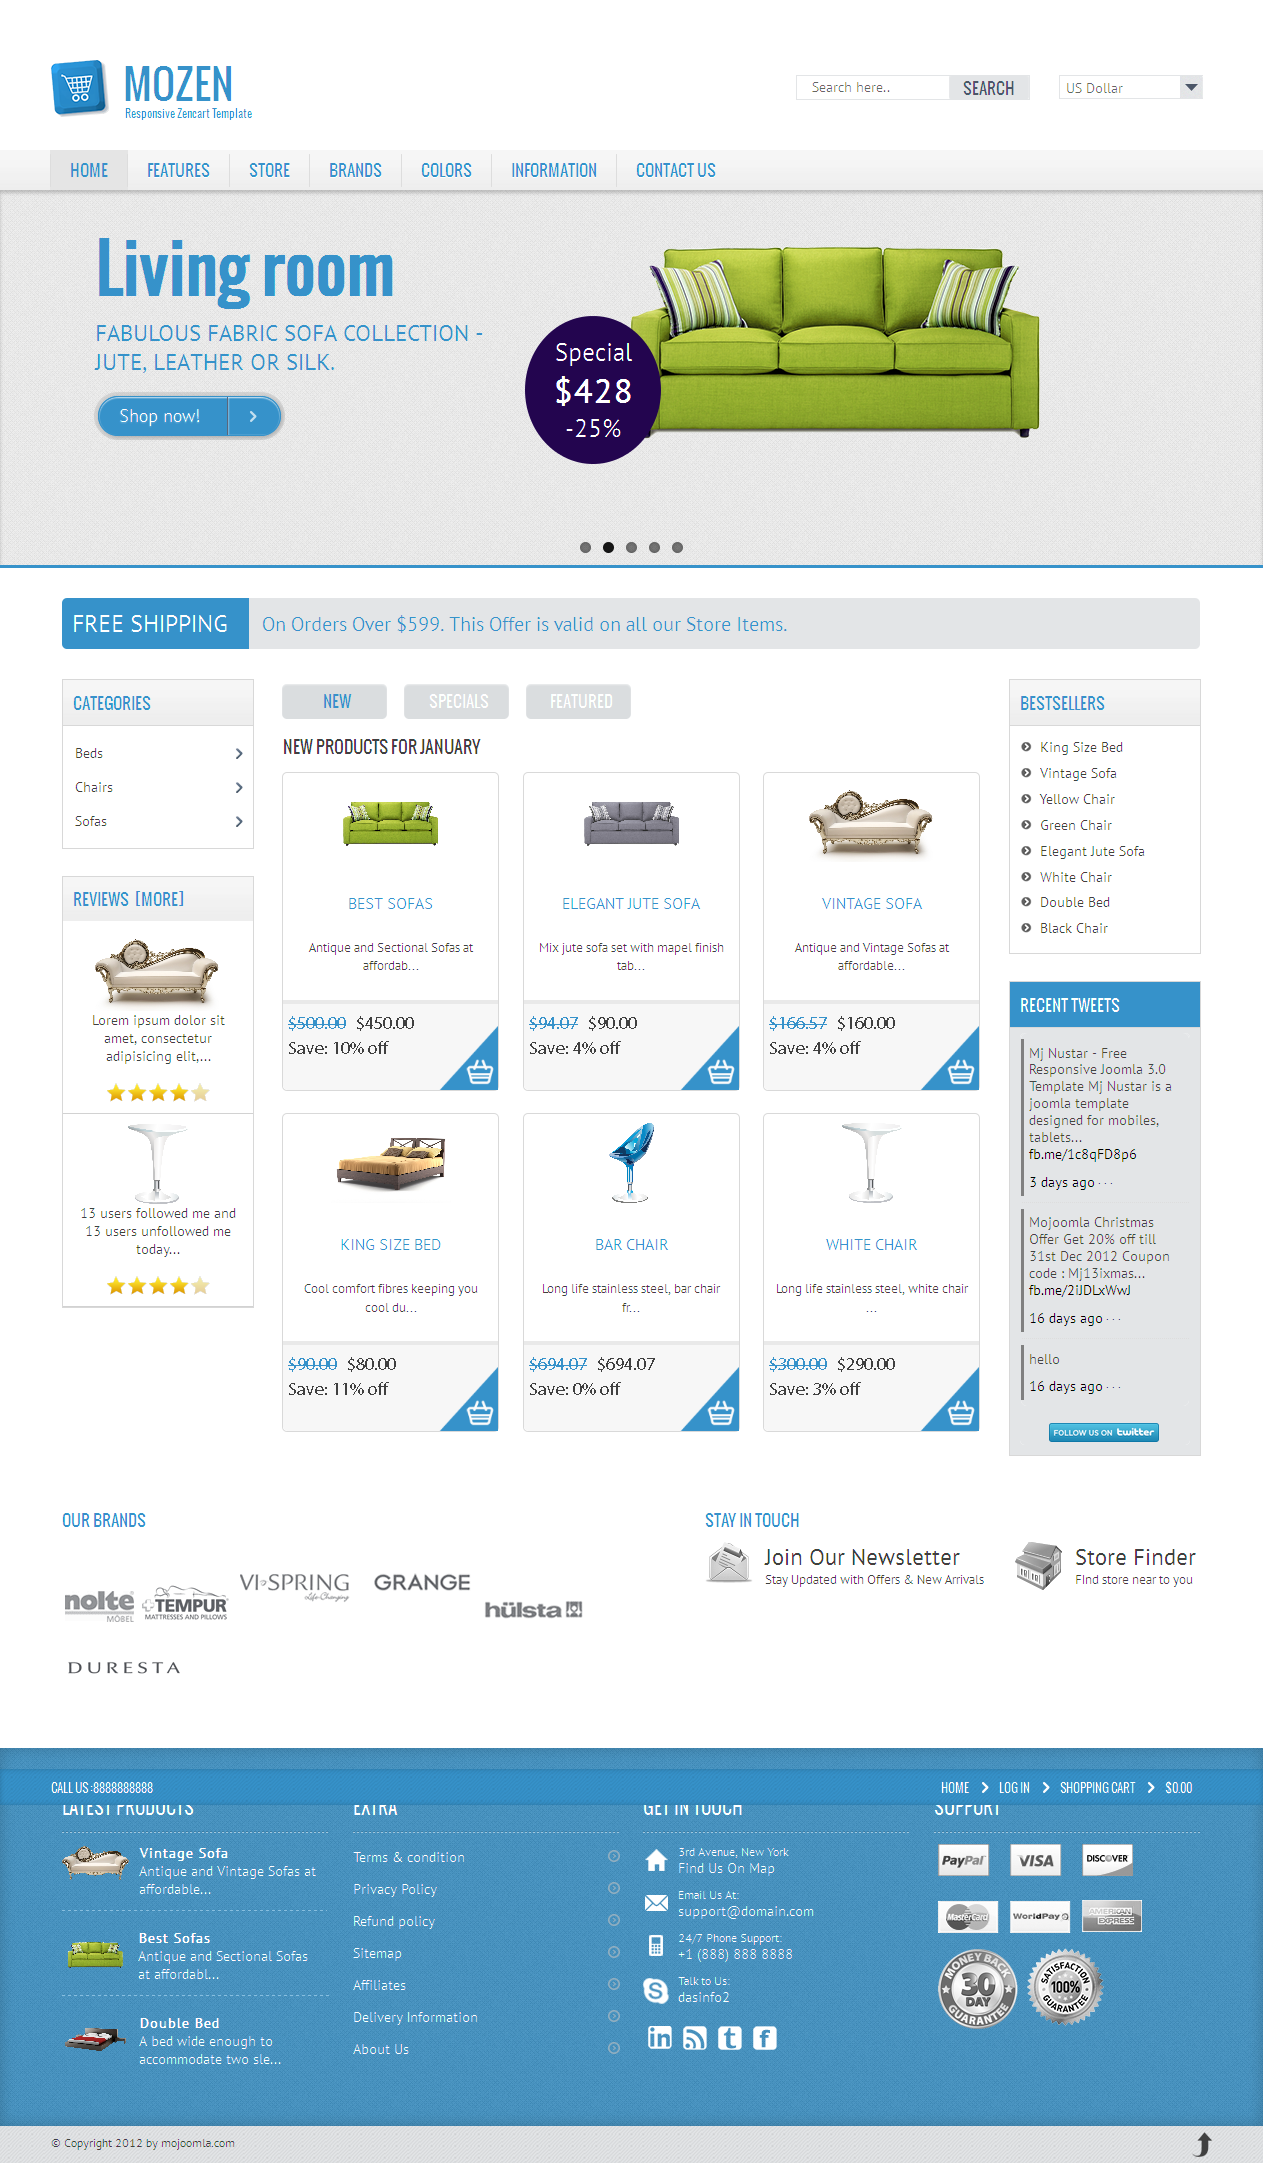 MOZEN
Responsive Zencart Template
Search here..
SEARCH
US Dollar
HOME
FEATURES
STORE
BRANDS
COLORS
INFORMATION
CONTACT US
Living room
FABULOUS FABRIC SOFA COLLECTION -
JUTE, LEATHER OR SILK.
Shop now!
Special
$428
-25%
FREE SHIPPING
On Orders Over $599. This Offer is valid on all our Store Items.
CATEGORIES
Beds
Chairs
Sofas
REVIEWS [MORE]
Lorem ipsum dolor sit
amet, consectetur
adipisicing elit,...
13 users followed me and
13 users unfollowed me
today...
NEW
SPECIALS
FEATURED
NEW PRODUCTS FOR JANUARY
BEST SOFAS
Antique and Sectional Sofas at
affordab...
$500.00 $450.00
Save: 10% off
ELEGANT JUTE SOFA
Mix jute sofa set with mapel finish
tab...
$94.07 $90.00
Save: 4% off
VINTAGE SOFA
Antique and Vintage Sofas at
affordable...
$166.57 $160.00
Save: 4% off
KING SIZE BED
Cool comfort fibres keeping you
cool du...
$90.00 $80.00
Save: 11% off
BAR CHAIR
Long life stainless steel, bar chair
fr...
$694.07 $694.07
Save: 0% off
WHITE CHAIR
Long life stainless steel, white chair
...
$300.00 $290.00
Save: 3% off
BESTSELLERS
King Size Bed
Vintage Sofa
Yellow Chair
Green Chair
Elegant Jute Sofa
White Chair
Double Bed
Black Chair
RECENT TWEETS
Mj Nustar - Free
Responsive Joomla 3.0
Template Mj Nustar is a
joomla template
designed for mobiles,
tablets...
fb.me/1c8qFD8p6
3 days ago · · ·
Mojoomla Christmas
Offer Get 20% off till
31st Dec 2012 Coupon
code : Mj13ixmas...
fb.me/2iJDLxWwJ
16 days ago · · ·
hello
16 days ago · · ·
FOLLOW US ON twitter
OUR BRANDS
nolte
MÖBEL
TEMPUR
MATTRESSES AND PILLOWS
VI-SPRING
Life Changing
GRANGE
hülsta
DURESTA
STAY IN TOUCH
Join Our Newsletter
Stay Updated with Offers & New Arrivals
Store Finder
FInd store near to you
CALL US :8888888888
HOME
LOG IN
SHOPPING CART
$0.00
LATEST PRODUCTS
Vintage Sofa
Antique and Vintage Sofas at
affordable...
Best Sofas
Antique and Sectional Sofas
at affordabl...
Double Bed
A bed wide enough to
accommodate two sle...
EXTRA
Terms & condition
Privacy Policy
Refund policy
Sitemap
Affiliates
Delivery Information
About Us
GET IN TOUCH
3rd Avenue, New York
Find Us On Map
Email Us At:
support@domain.com
24/7 Phone Support:
+1 (888) 888 8888
Talk to Us:
dasinfo2
SUPPORT
PayPal
VISA
DISCOVER
MasterCard
WorldPay
AMERICAN EXPRESS
MONEY BACK
30
DAY
GUARANTEE
SATISFACTION
100%
GUARANTEE
© Copyright 2012 by mojoomla.com